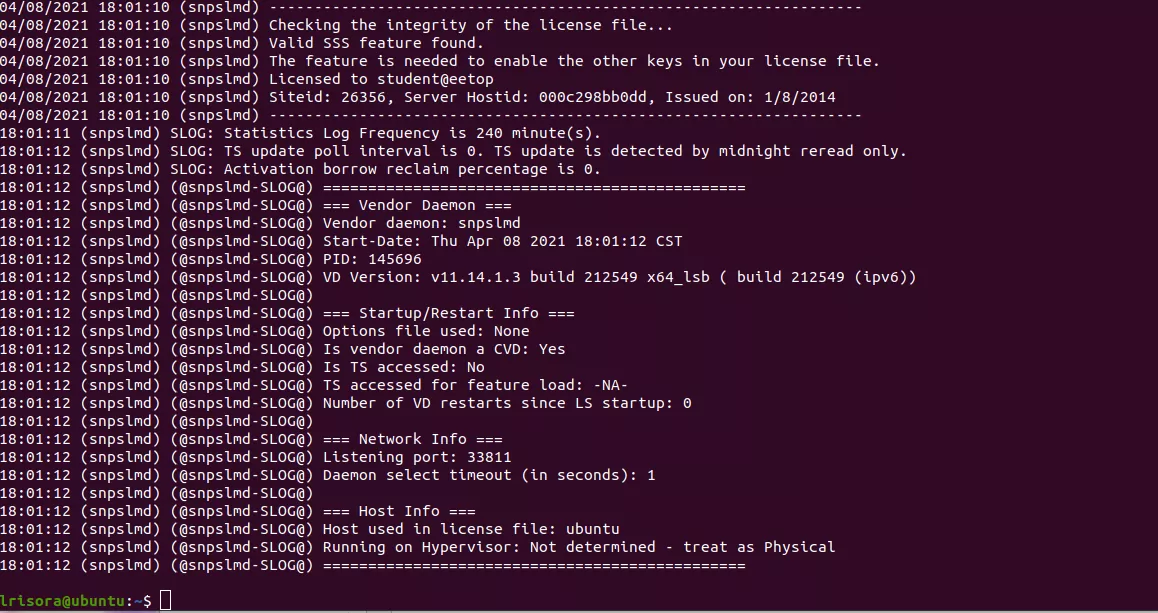 04/08/2021 18:01:10 (snpslmd) ------------------------------------------------------------------
04/08/2021 18:01:10 (snpslmd) Checking the integrity of the license file...
04/08/2021 18:01:10 (snpslmd) Valid SSS feature found.
04/08/2021 18:01:10 (snpslmd) The feature is needed to enable the other keys in your license file.
04/08/2021 18:01:10 (snpslmd) Licensed to student@eetop
04/08/2021 18:01:10 (snpslmd) Siteid: 26356, Server Hostid: 000c298bb0dd, Issued on: 1/8/2014
04/08/2021 18:01:10 (snpslmd) ------------------------------------------------------------------
18:01:11 (snpslmd) SLOG: Statistics Log Frequency is 240 minute(s).
18:01:12 (snpslmd) SLOG: TS update poll interval is 0. TS update is detected by midnight reread only.
18:01:12 (snpslmd) SLOG: Activation borrow reclaim percentage is 0.
18:01:12 (snpslmd) (@snpslmd-SLOG@) ===============================================
18:01:12 (snpslmd) (@snpslmd-SLOG@) === Vendor Daemon ===
18:01:12 (snpslmd) (@snpslmd-SLOG@) Vendor daemon: snpslmd
18:01:12 (snpslmd) (@snpslmd-SLOG@) Start-Date: Thu Apr 08 2021 18:01:12 CST
18:01:12 (snpslmd) (@snpslmd-SLOG@) PID: 145696
18:01:12 (snpslmd) (@snpslmd-SLOG@) VD Version: v11.14.1.3 build 212549 x64_lsb ( build 212549 (ipv6))
18:01:12 (snpslmd) (@snpslmd-SLOG@)
18:01:12 (snpslmd) (@snpslmd-SLOG@) === Startup/Restart Info ===
18:01:12 (snpslmd) (@snpslmd-SLOG@) Options file used: None
18:01:12 (snpslmd) (@snpslmd-SLOG@) Is vendor daemon a CVD: Yes
18:01:12 (snpslmd) (@snpslmd-SLOG@) Is TS accessed: No
18:01:12 (snpslmd) (@snpslmd-SLOG@) TS accessed for feature load: -NA-
18:01:12 (snpslmd) (@snpslmd-SLOG@) Number of VD restarts since LS startup: 0
18:01:12 (snpslmd) (@snpslmd-SLOG@)
18:01:12 (snpslmd) (@snpslmd-SLOG@) === Network Info ===
18:01:12 (snpslmd) (@snpslmd-SLOG@) Listening port: 33811
18:01:12 (snpslmd) (@snpslmd-SLOG@) Daemon select timeout (in seconds): 1
18:01:12 (snpslmd) (@snpslmd-SLOG@)
18:01:12 (snpslmd) (@snpslmd-SLOG@) === Host Info ===
18:01:12 (snpslmd) (@snpslmd-SLOG@) Host used in license file: ubuntu
18:01:12 (snpslmd) (@snpslmd-SLOG@) Running on Hypervisor: Not determined - treat as Physical
18:01:12 (snpslmd) (@snpslmd-SLOG@) ===============================================
lrisora@ubuntu:~$